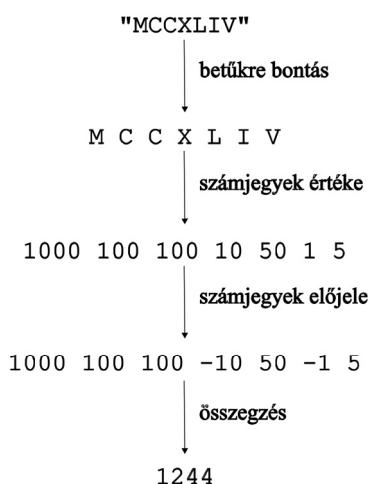 "MCCXLIV"
betűkre bontás
M C C X L I V
számjegyek értéke
1000 100 100 10 50 1 5
számjegyek előjele
1000 100 100 -10 50 -1 5
összegzés
1244